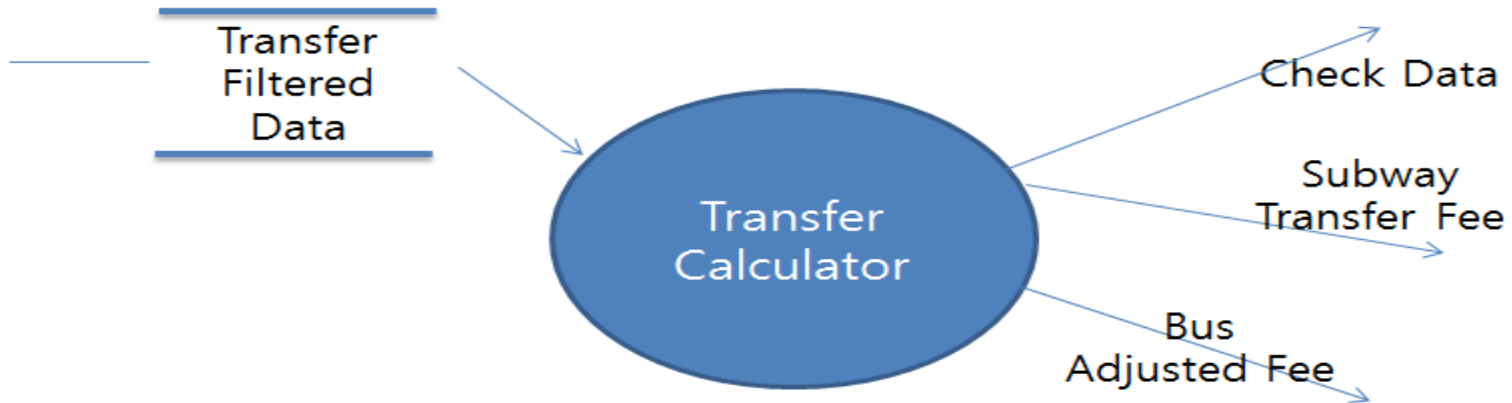 Transfer
Filtered
Data
Transfer
Calculator
Check Data
Subway
Transfer Fee
Bus
Adjusted Fee